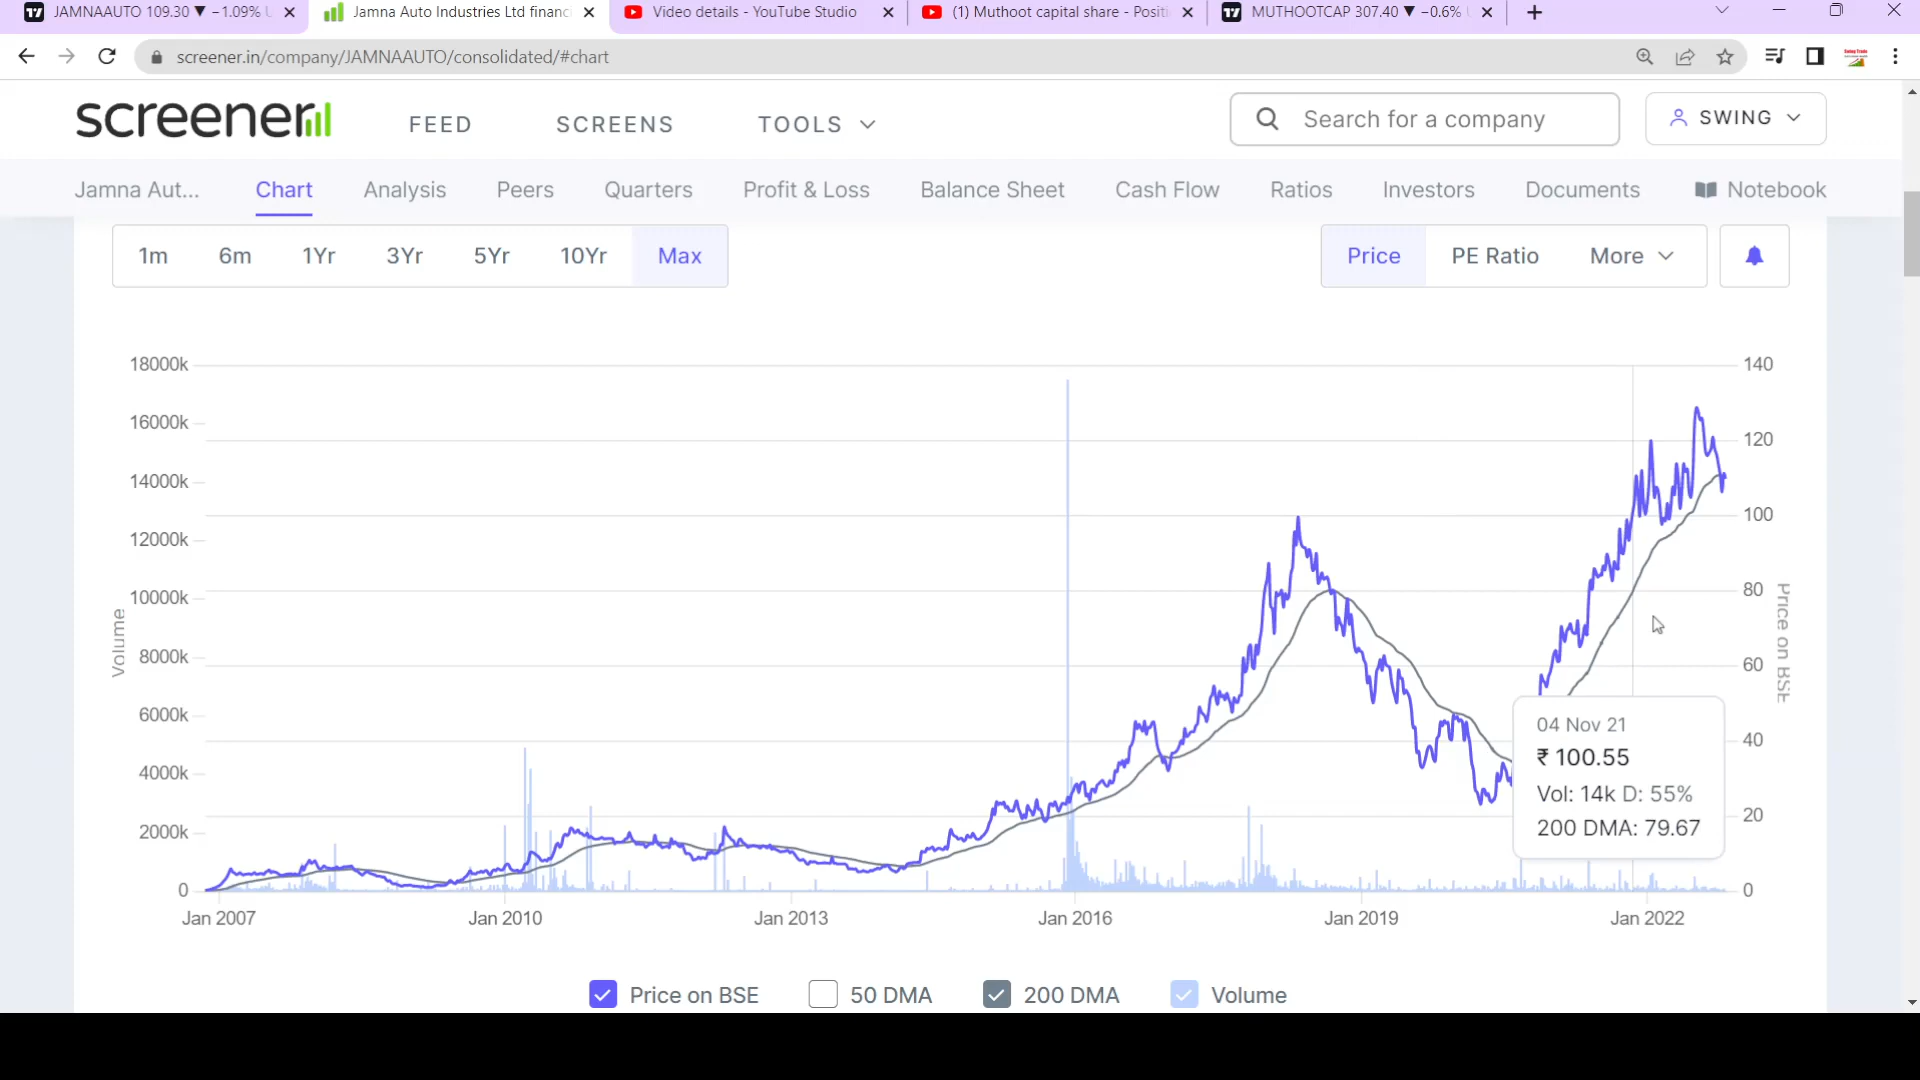 JAMNAAUTO 109.30 ▼ −1.09%
Jamna Auto Industries Ltd financ
Video details - YouTube Studio
(1) Muthoot capital share - Positi
MUTHOOTCAP 307.40 ▼ −0.6%
screener.in/company/JAMNAAUTO/consolidated/#chart
screener
FEED
SCREENS
TOOLS
Search for a company
SWING
Jamna Aut...
Chart
Analysis
Peers
Quarters
Profit & Loss
Balance Sheet
Cash Flow
Ratios
Investors
Documents
Notebook
1m 6m 1Yr 3Yr 5Yr 10Yr Max
Price PE Ratio More
18000k 140
16000k
120
14000k
100
12000k
10000k 80
8000k 60
6000k
40
4000k
2000k 20
0 0
Volume
Price on BSE
04 Nov 21
₹ 100.55
Vol: 14k D: 55%
200 DMA: 79.67
Jan 2007 Jan 2010 Jan 2013 Jan 2016 Jan 2019 Jan 2022
Price on BSE 50 DMA 200 DMA Volume